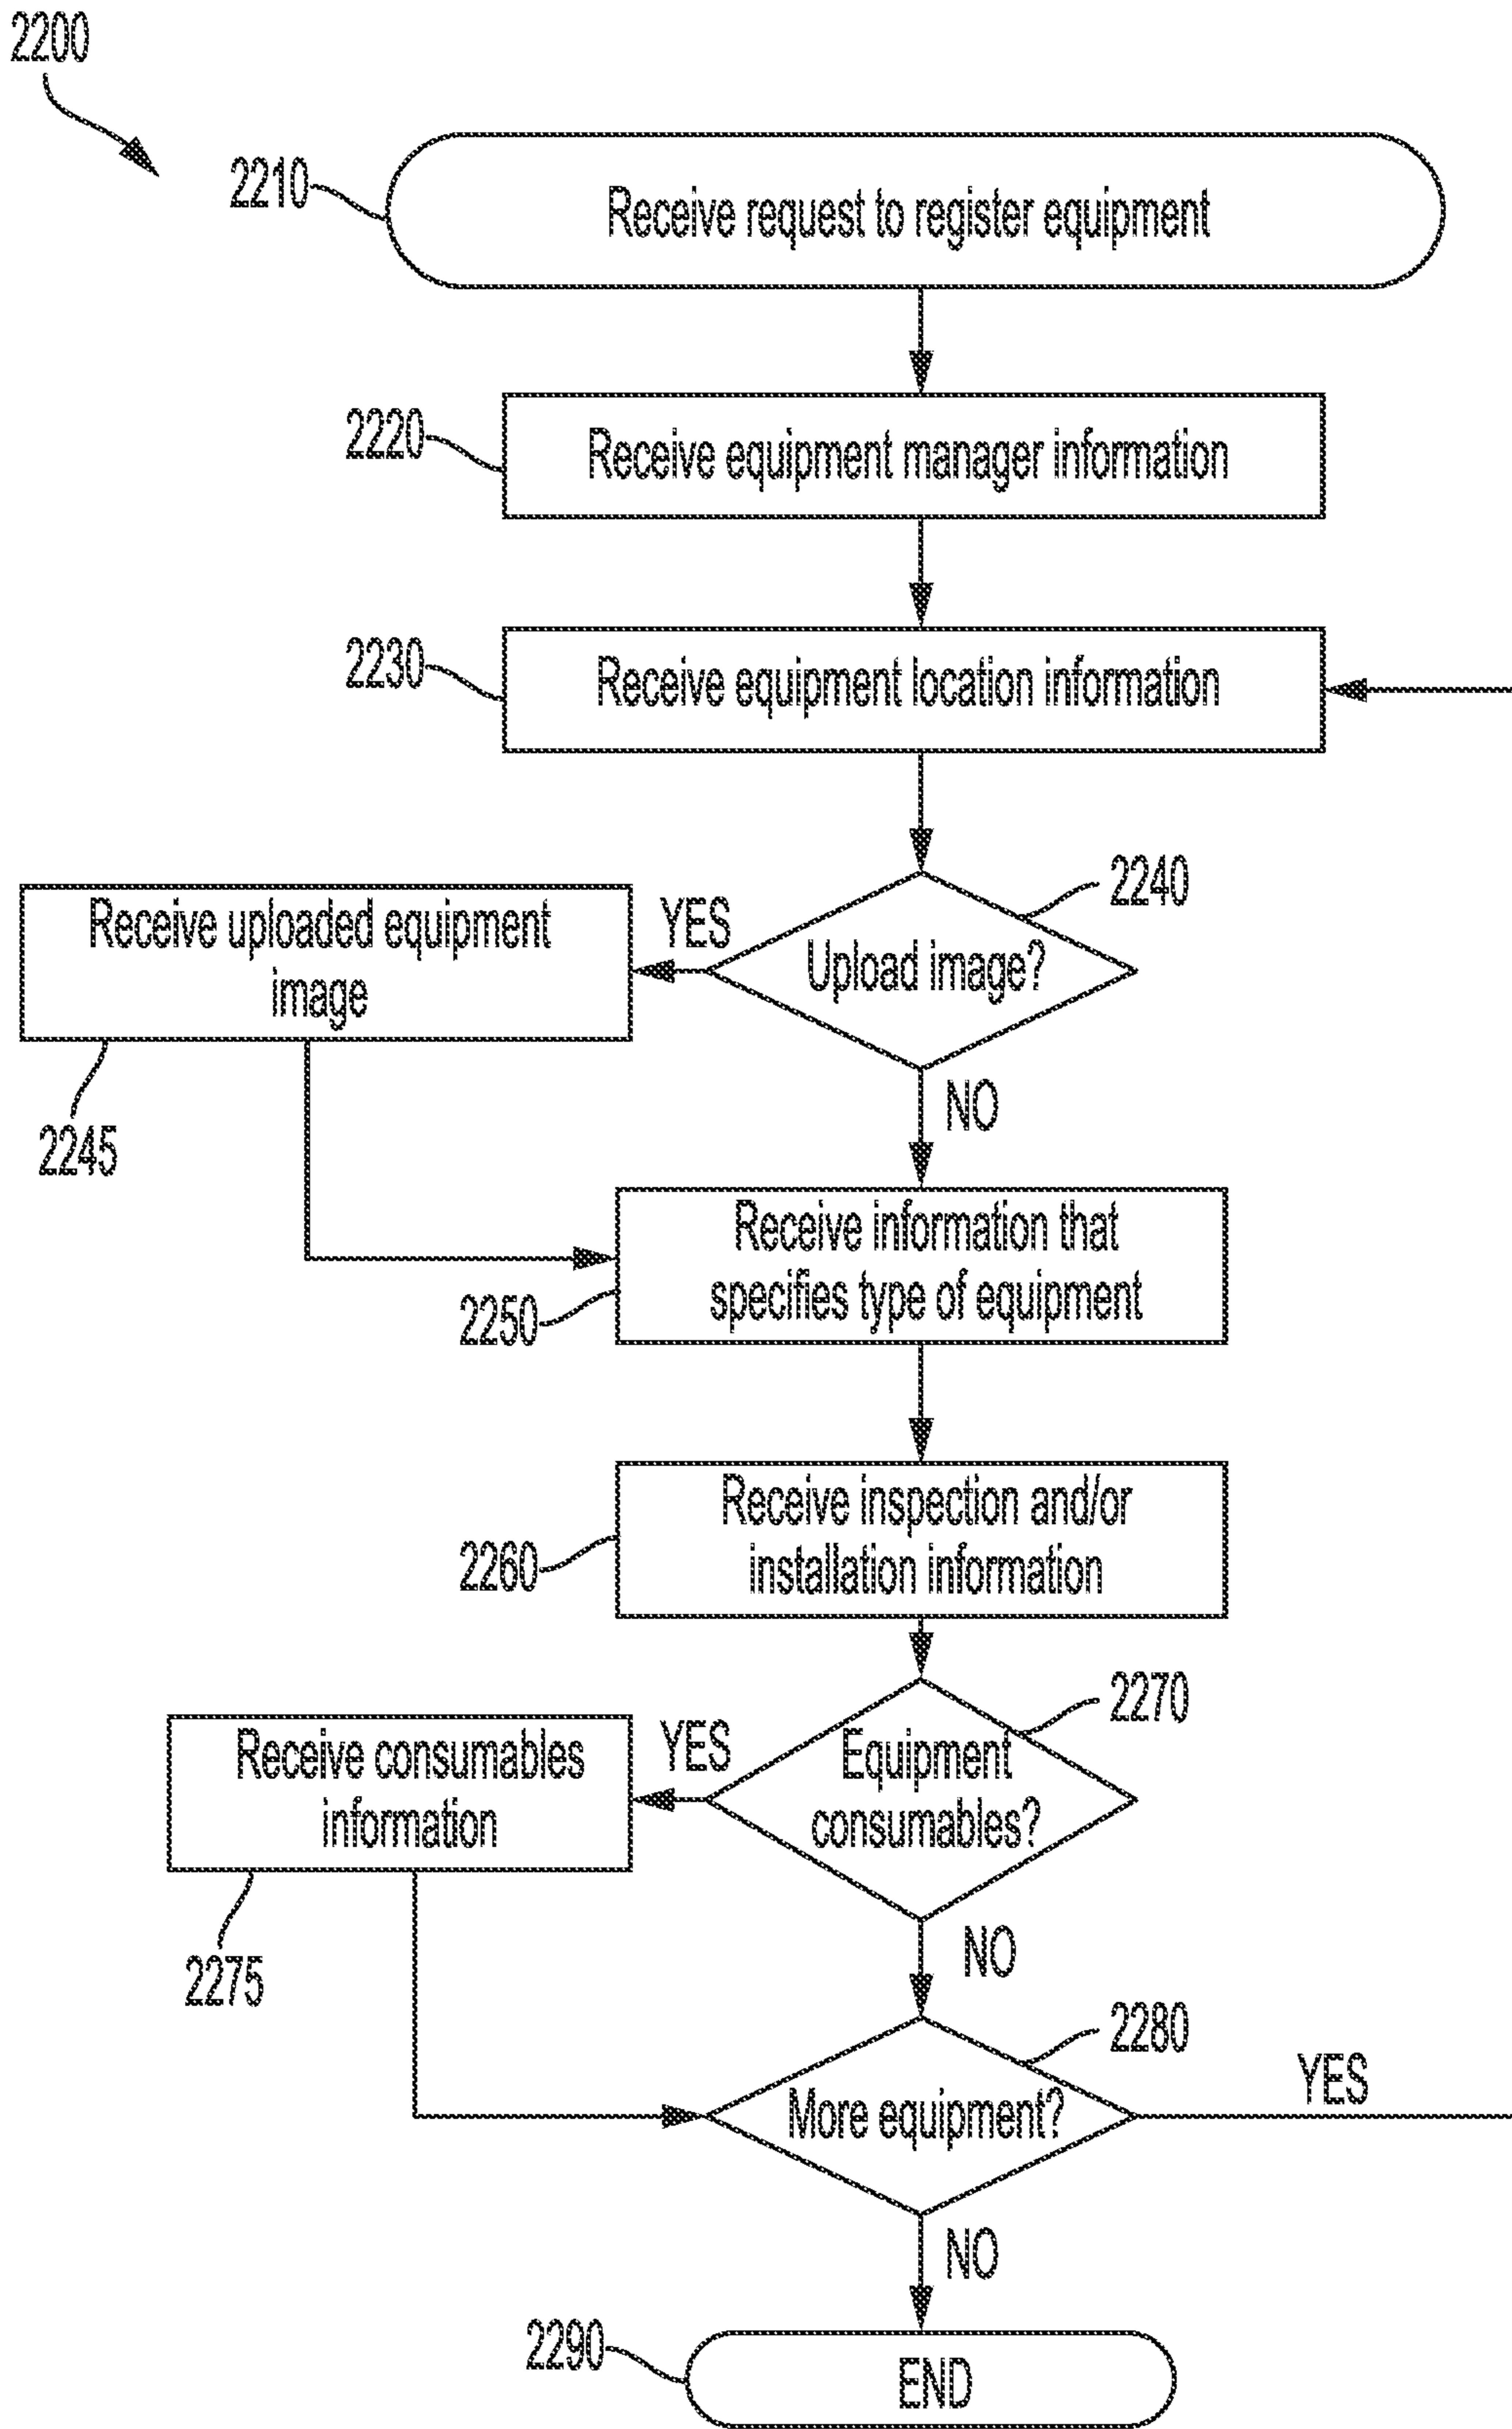 2200
2210
Receive request to register equipment
2220
Receive equipment manager information
2230
Receive equipment location information
2240
Upload image?
YES
Receive uploaded equipment
image
2245
NO
Receive information that
specifies type of equipment
2250
Receive inspection and/or
installation information
2260
2270
Equipment
consumables?
YES
Receive consumables
information
2275
NO
2280
More equipment?
YES
NO
2290
END